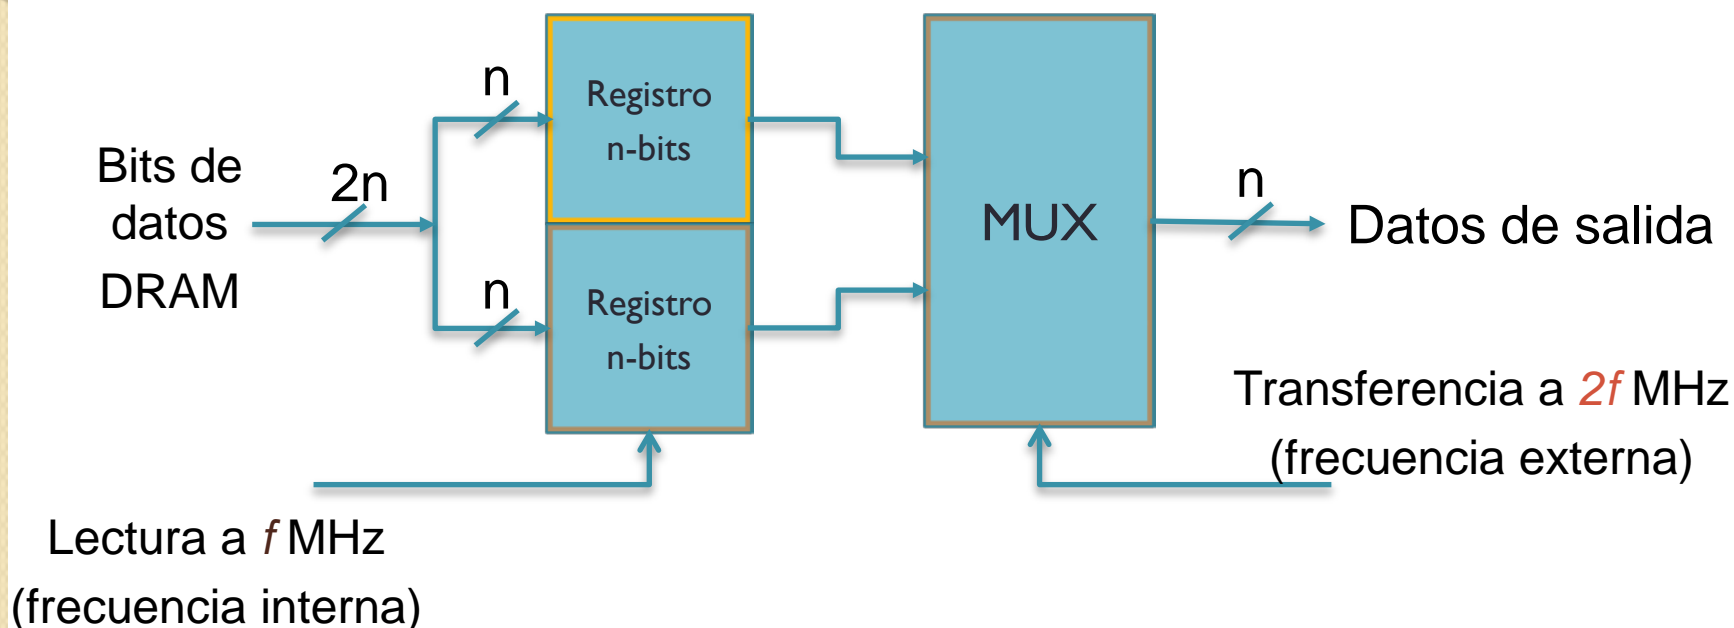 Bits de
datos
DRAM
2n
n
n
Registro
n-bits
Registro
n-bits
MUX
n
Datos de salida
Transferencia a 2f MHz
(frecuencia externa)
Lectura a f MHz
(frecuencia interna)